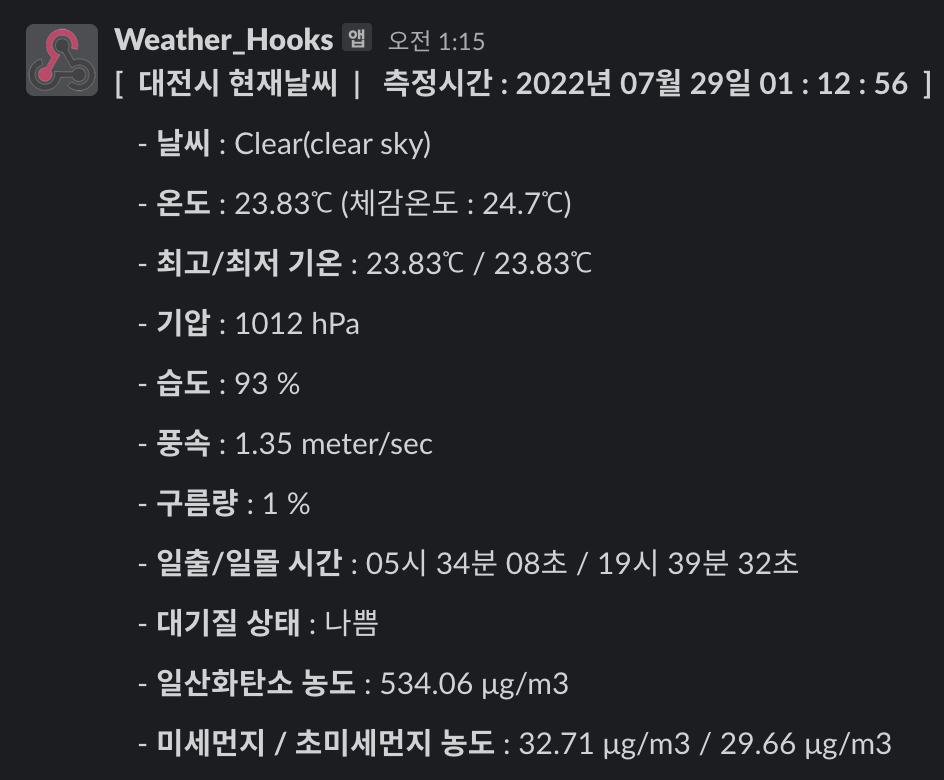 Weather_Hooks 앱 오전 1:15
[ 대전시 현재날씨 | 측정시간 : 2022년 07월 29일 01 : 12 : 56 ]
- 날씨 : Clear(clear sky)
- 온도 : 23.83℃ (체감온도 : 24.7℃)
- 최고/최저 기온 : 23.83℃ / 23.83℃
- 기압 : 1012 hPa
- 습도 : 93 %
- 풍속 : 1.35 meter/sec
- 구름량 : 1 %
- 일출/일몰 시간 : 05시 34분 08초 / 19시 39분 32초
- 대기질 상태 : 나쁨
- 일산화탄소 농도 : 534.06 μg/m3
- 미세먼지 / 초미세먼지 농도 : 32.71 μg/m3 / 29.66 μg/m3